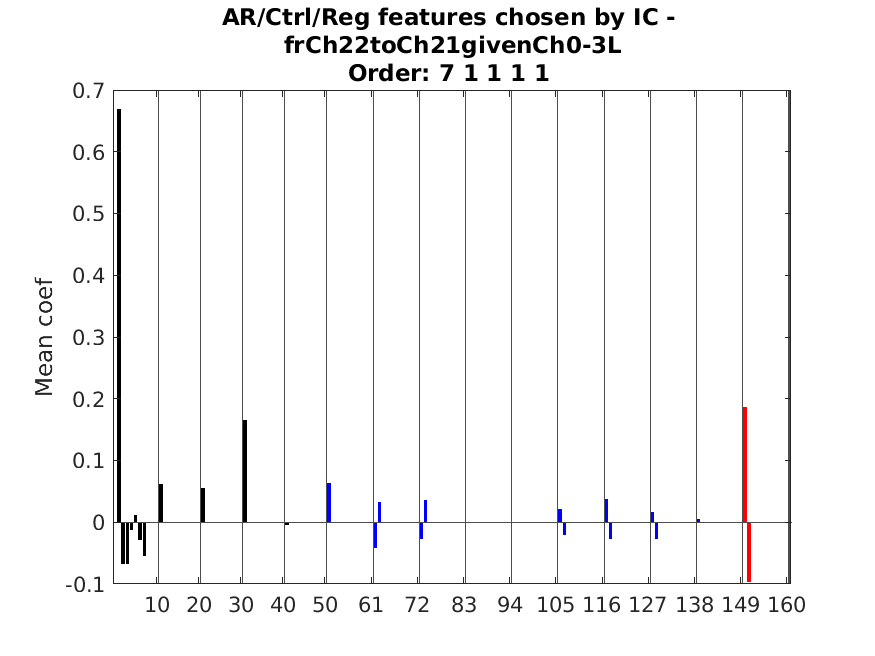 AR/Ctrl/Reg features chosen by IC -
frCh22toCh21givenCh0-3L
Order: 7 1 1 1 1
0.7
0.6
0.5
0.4
0.3
0.2
0.1
0
-0.1
Mean coef
10 20 30 40 50 61 72 83 94 105 116 127 138 149 160